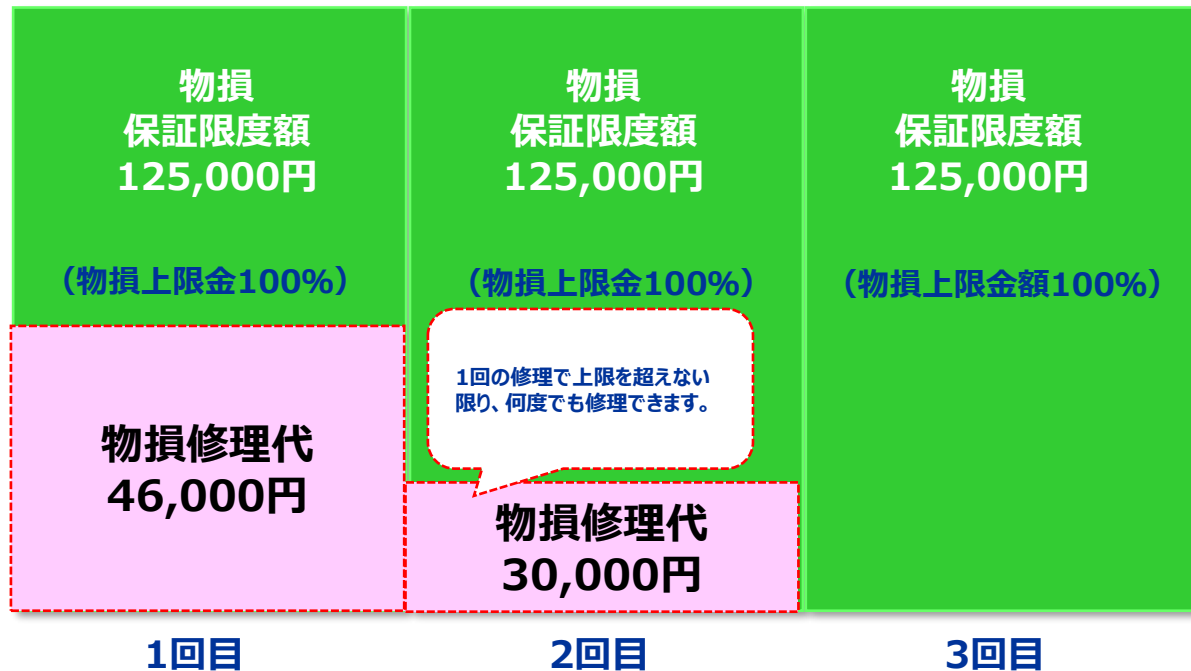 物損
保証限度額
125,000円
（物損上限金100%）
物損修理代
46,000円
1回目
物損
保証限度額
125,000円
（物損上限金100%）
1回の修理で上限を超えない
限り、何度でも修理できます。
物損修理代
30,000円
2回目
物損
保証限度額
125,000円
（物損上限金額100%）
3回目